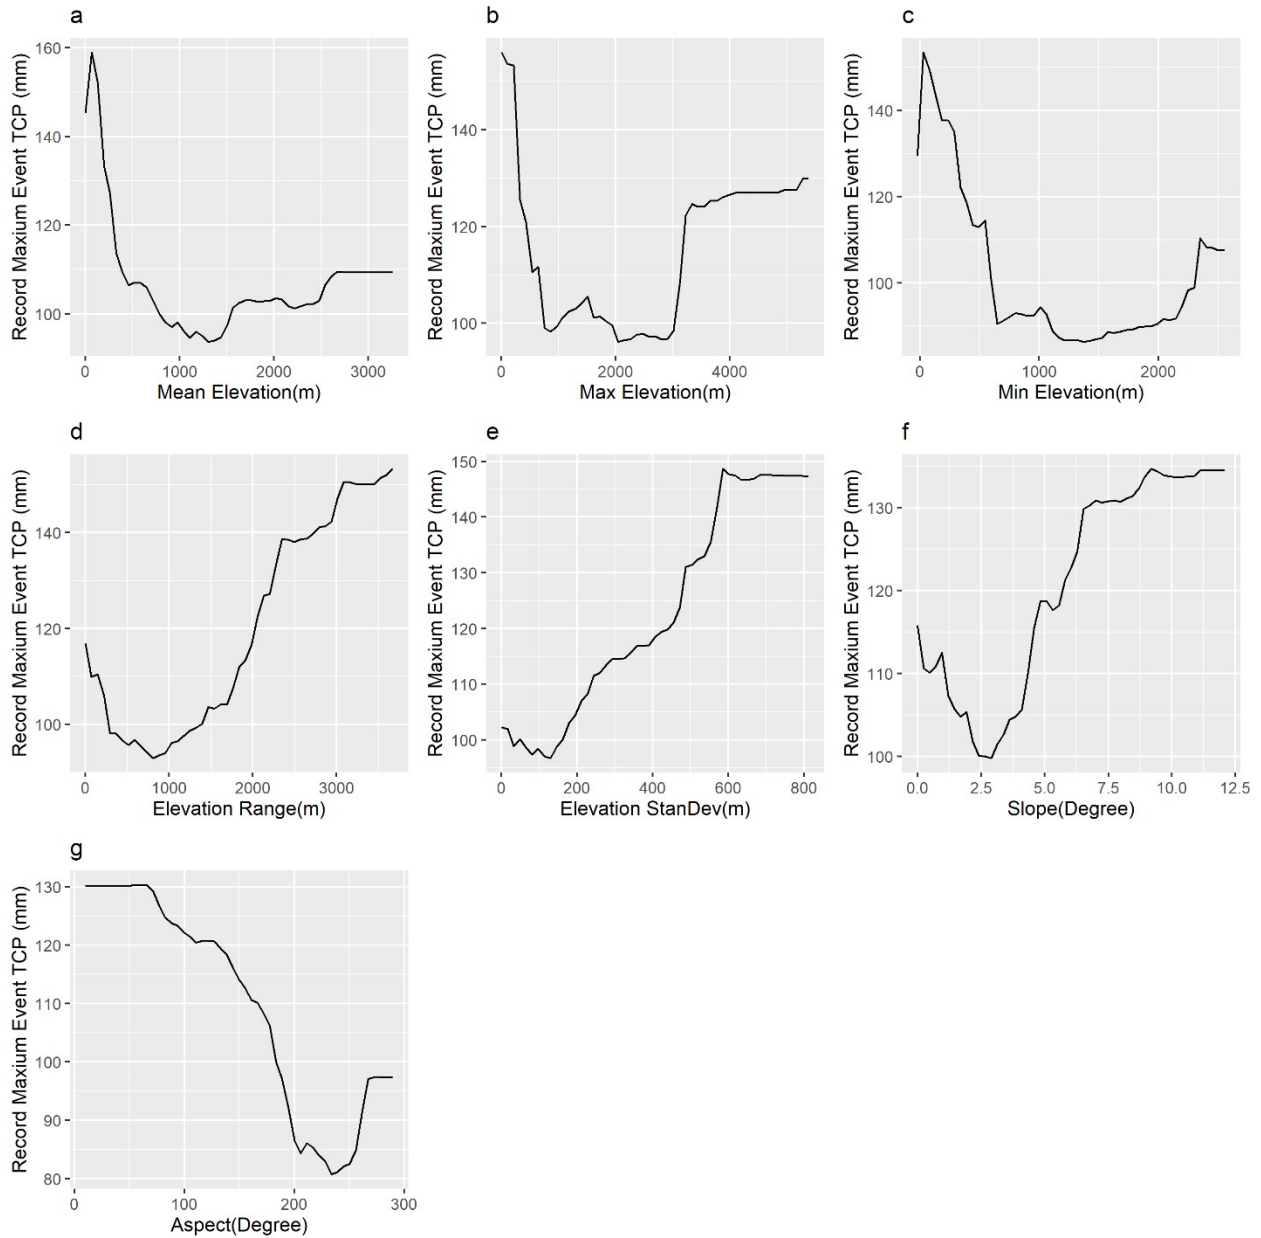 a
Record Maxium Event TCP (mm)
160
140
120
100
0 1000 2000 3000
Mean Elevation(m)
b
Record Maxium Event TCP (mm)
140
120
100
0 2000 4000
Max Elevation(m)
c
Record Maxium Event TCP (mm)
140
120
100
0 1000 2000
Min Elevation(m)
d
Record Maxium Event TCP (mm)
140
120
100
0 1000 2000 3000
Elevation Range(m)
e
Record Maxium Event TCP (mm)
150
140
130
120
110
100
0 200 400 600 800
Elevation StanDev(m)
f
Record Maxium Event TCP (mm)
130
120
110
100
0.0 2.5 5.0 7.5 10.0 12.5
Slope(Degree)
g
Record Maxium Event TCP (mm)
130
120
110
100
90
80
0 100 200 300
Aspect(Degree)